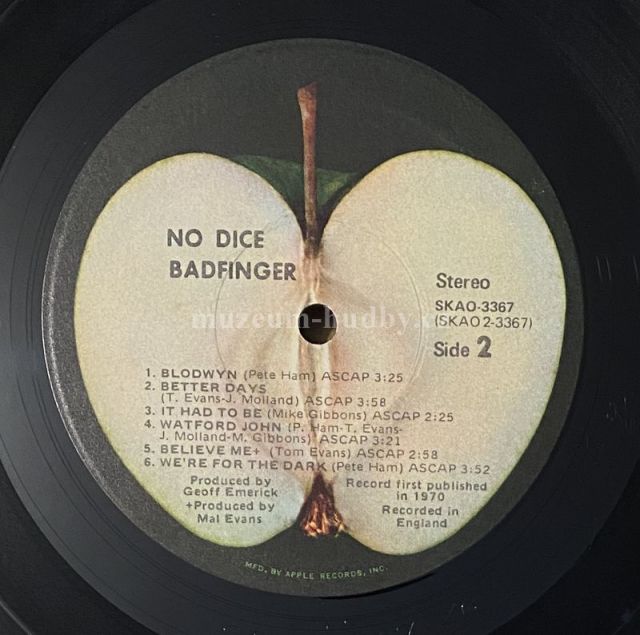 NO DICE
BADFINGER
Stereo
SKAO-3367
(SKAO 2-3367)
Side 2
muzeum-hudby.c
1. BLODWYN (Pete Ham) ASCAP 3:25
2. BETTER DAYS
(T. Evans-J. Molland) ASCAP 3:58
3. IT HAD TO BE (Mike Gibbons) ASCAP 2:25
4. WATFORD JOHN (P. Ham-T. Evans-
J. Molland-M. Gibbons) ASCAP 3:21
5. BELIEVE ME+ (Tom Evans) ASCAP 2:58
6. WE'RE FOR THE DARK (Pete Ham) ASCAP 3:52
Produced by
Geoff Emerick
+Produced by
Mal Evans
Record first published
in 1970
Recorded in
England
MFD. BY APPLE RECORDS, INC.